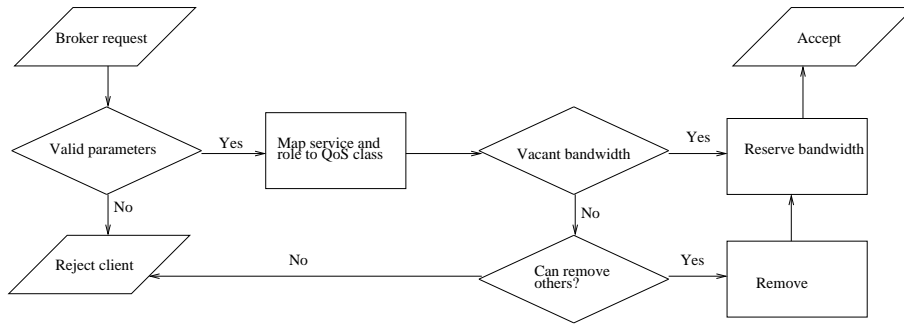 Broker request
Accept
Valid parameters
Yes
Map service and
role to QoS class
Vacant bandwidth
Yes
Reserve bandwidth
No
No
Reject client
No
Can remove
others?
Yes
Remove